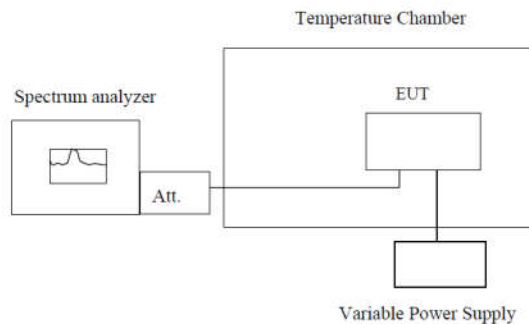 Temperature Chamber
Spectrum analyzer
EUT
Att.
Variable Power Supply